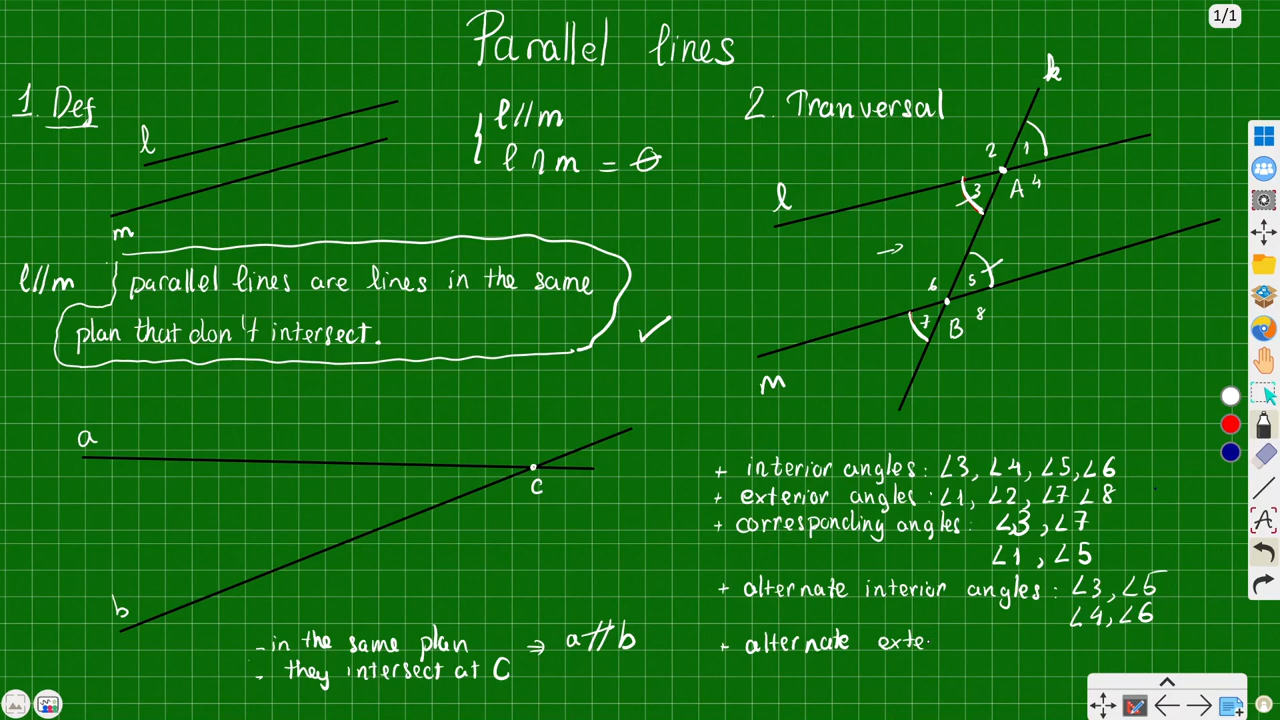 Parallel lines
1/1
1. Def
l
m
l//m
l ∩ m = ∅
l//m { parallel lines are lines in the same
plan that don't intersect.
a
C
b
- in the same plan
- they intersect at C
⇒ a // b
2. Tranversal
k
2 1
3 A 4
l
→
6 5
7 B 8
m
+ interior angles: ∠3, ∠4, ∠5, ∠6
+ exterior angles: ∠1, ∠2, ∠7 ∠8
+ corresponding angles: ∠3, ∠7
∠1, ∠5
+ alternate interior angles: ∠3, ∠5
∠4, ∠6
+ alternate exte